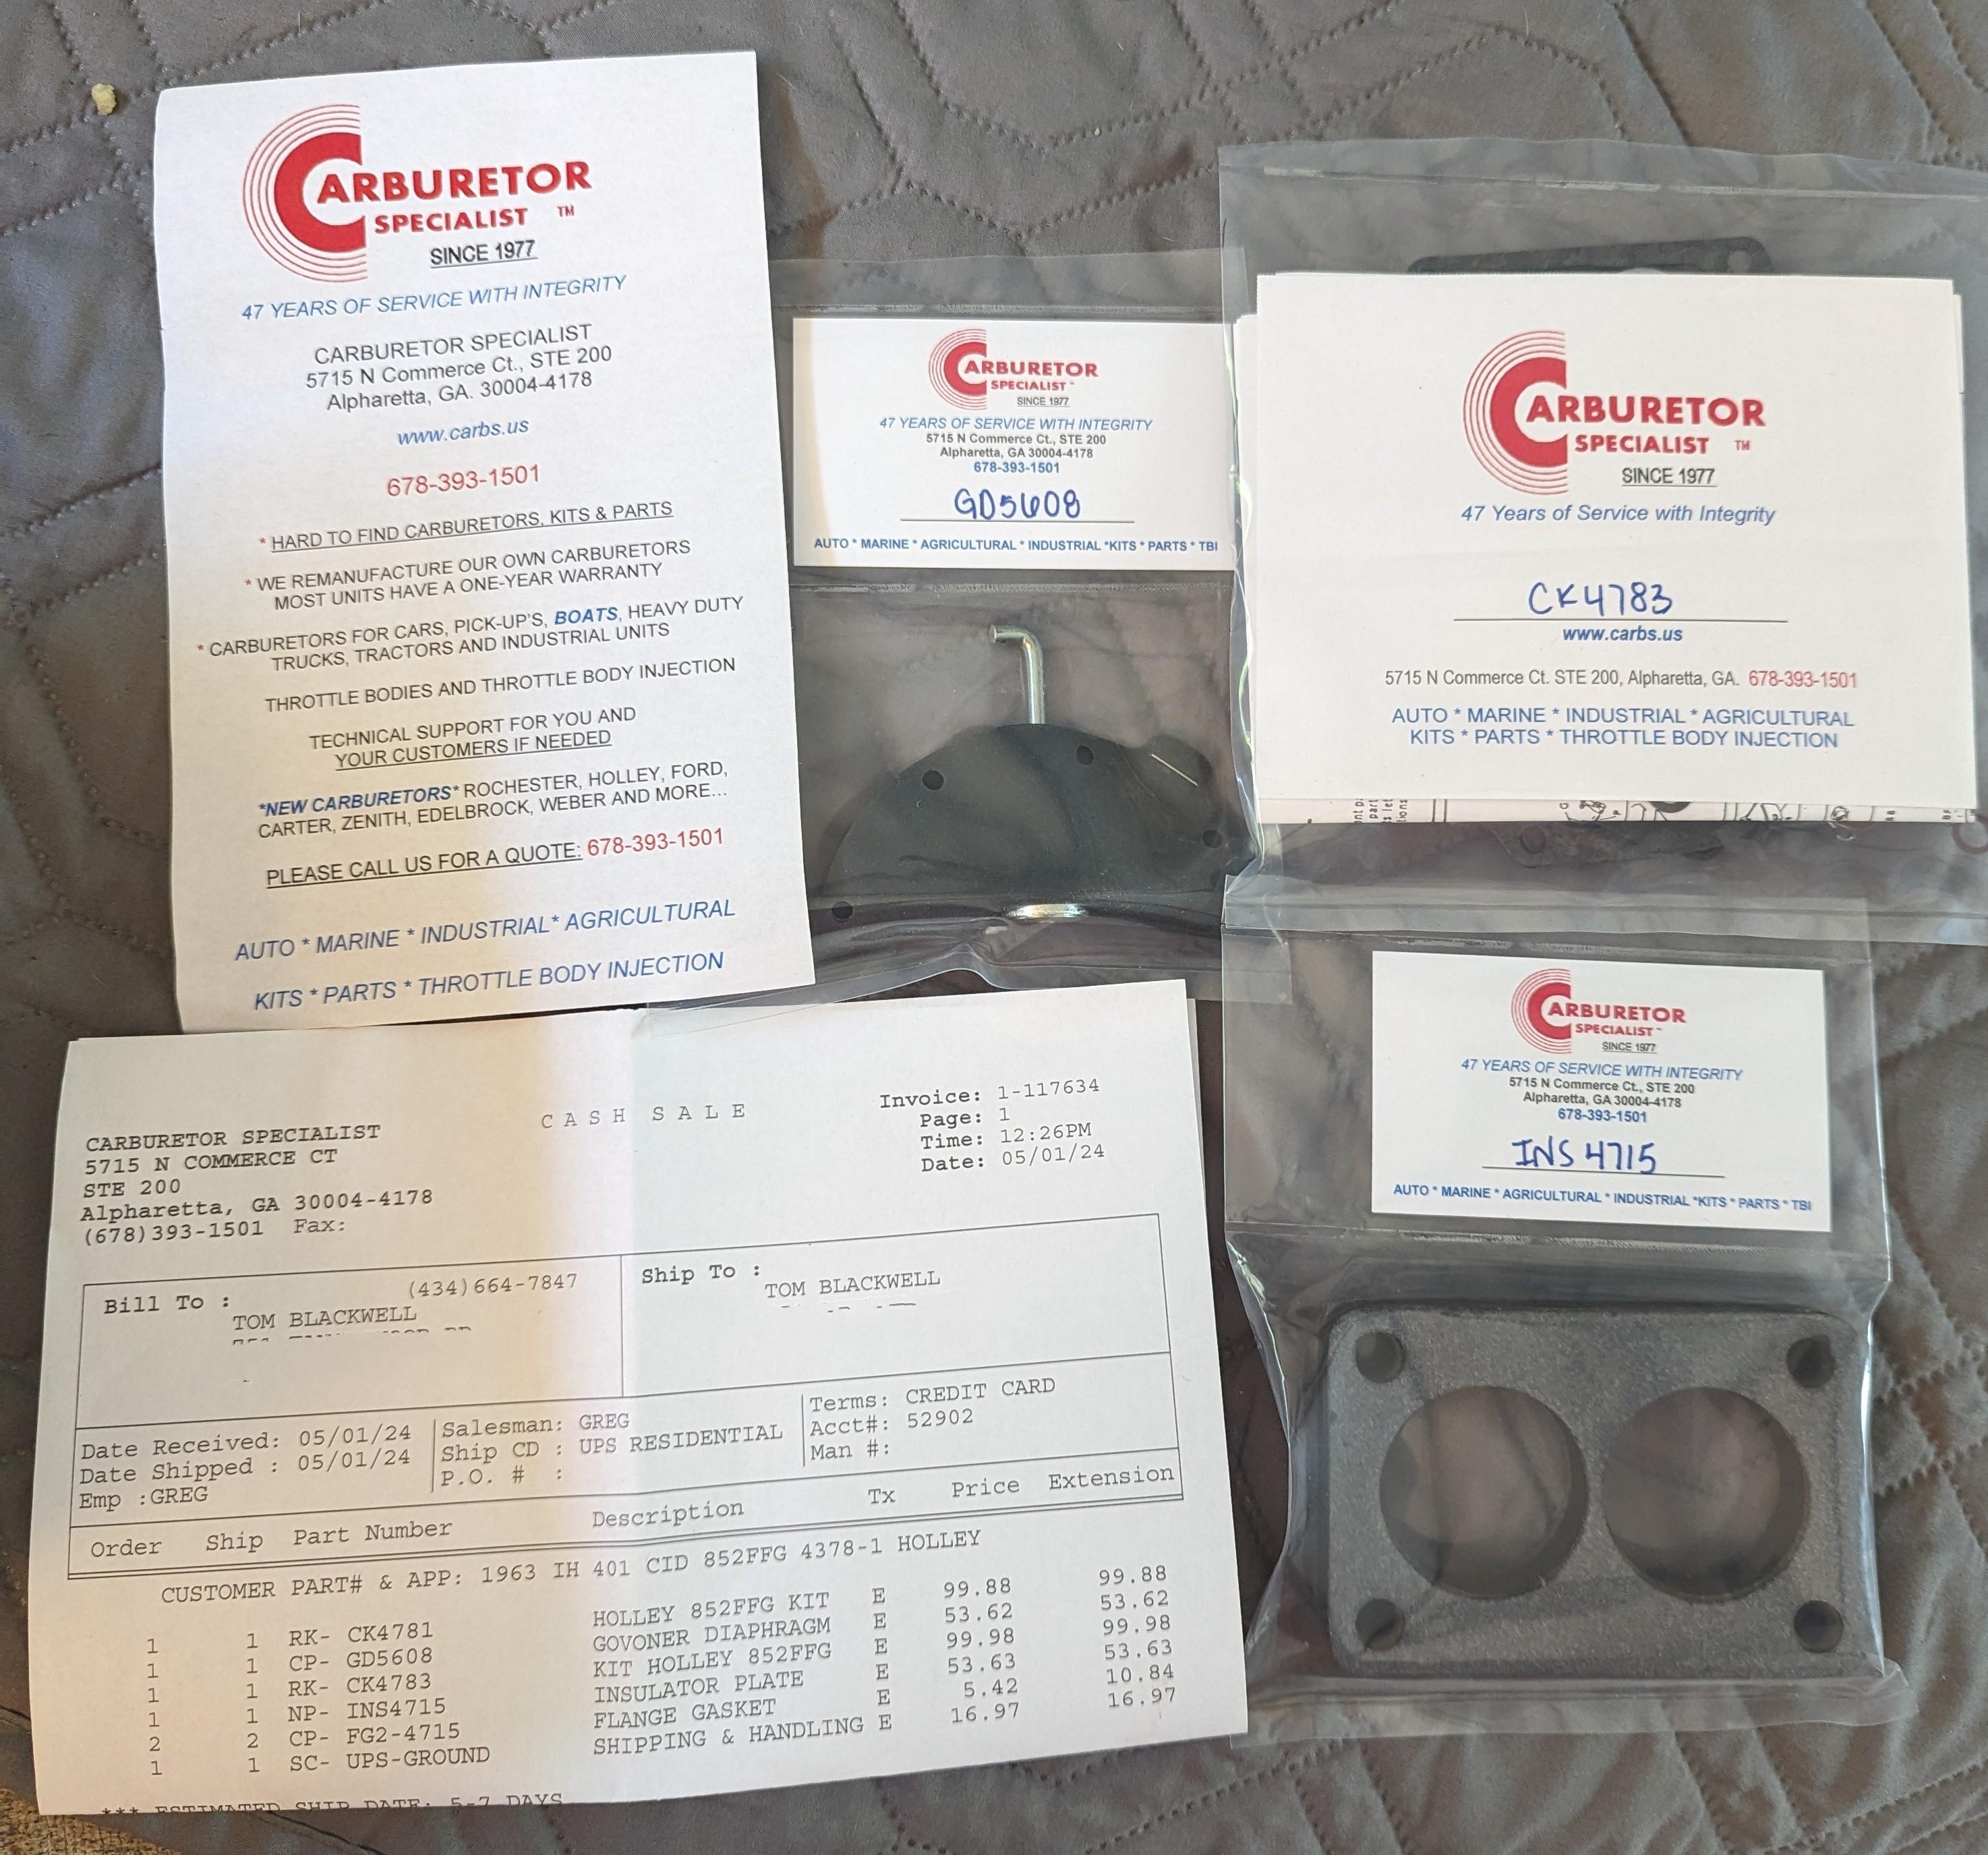 CARBURETOR
SPECIALIST ™
SINCE 1977
47 YEARS OF SERVICE WITH INTEGRITY
CARBURETOR SPECIALIST
5715 N Commerce Ct., STE 200
Alpharetta, GA. 30004-4178
www.carbs.us
678-393-1501
* HARD TO FIND CARBURETORS, KITS & PARTS
* WE REMANUFACTURE OUR OWN CARBURETORS
MOST UNITS HAVE A ONE-YEAR WARRANTY
* CARBURETORS FOR CARS, PICK-UP'S, BOATS, HEAVY DUTY
TRUCKS, TRACTORS AND INDUSTRIAL UNITS
THROTTLE BODIES AND THROTTLE BODY INJECTION
TECHNICAL SUPPORT FOR YOU AND
YOUR CUSTOMERS IF NEEDED
*NEW CARBURETORS* ROCHESTER, HOLLEY, FORD,
CARTER, ZENITH, EDELBROCK, WEBER AND MORE...
PLEASE CALL US FOR A QUOTE: 678-393-1501
AUTO * MARINE * INDUSTRIAL* AGRICULTURAL
KITS * PARTS * THROTTLE BODY INJECTION
CARBURETOR
SPECIALIST ™
SINCE 1977
47 YEARS OF SERVICE WITH INTEGRITY
5715 N Commerce Ct., STE 200
Alpharetta, GA 30004-4178
678-393-1501
GD5608
AUTO * MARINE * AGRICULTURAL * INDUSTRIAL *KITS * PARTS * TBI
CARBURETOR
SPECIALIST ™
SINCE 1977
47 Years of Service with Integrity
CK4783
www.carbs.us
5715 N Commerce Ct. STE 200, Alpharetta, GA. 678-393-1501
AUTO * MARINE * INDUSTRIAL * AGRICULTURAL
KITS * PARTS * THROTTLE BODY INJECTION
CARBURETOR
SPECIALIST ™
SINCE 1977
47 YEARS OF SERVICE WITH INTEGRITY
5715 N Commerce Ct., STE 200
Alpharetta, GA 30004-4178
678-393-1501
INS 4715
AUTO * MARINE * AGRICULTURAL * INDUSTRIAL *KITS * PARTS * TBI
CARBURETOR SPECIALIST
5715 N COMMERCE CT
STE 200
Alpharetta, GA 30004-4178
(678)393-1501 Fax:
CASH SALE
Invoice: 1-117634
Page: 1
Time: 12:26PM
Date: 05/01/24
Bill To : (434)664-7847
TOM BLACKWELL
Ship To :
TOM BLACKWELL
Date Received: 05/01/24
Date Shipped : 05/01/24
Emp :GREG
Salesman: GREG
Ship CD : UPS RESIDENTIAL
P.O. # :
Terms: CREDIT CARD
Acct#: 52902
Man #:
Order Ship Part Number Description Tx Price Extension
CUSTOMER PART# & APP: 1963 IH 401 CID 852FFG 4378-1 HOLLEY
1 1 RK- CK4781 HOLLEY 852FFG KIT E 99.88 99.88
1 1 CP- GD5608 GOVONER DIAPHRAGM E 53.62 53.62
1 1 RK- CK4783 KIT HOLLEY 852FFG E 99.98 99.98
1 1 NP- INS4715 INSULATOR PLATE E 53.63 53.63
2 2 CP- FG2-4715 FLANGE GASKET E 5.42 10.84
1 1 SC- UPS-GROUND SHIPPING & HANDLING E 16.97 16.97
*** ESTIMATED SHIP DATE: 5-7 DAYS